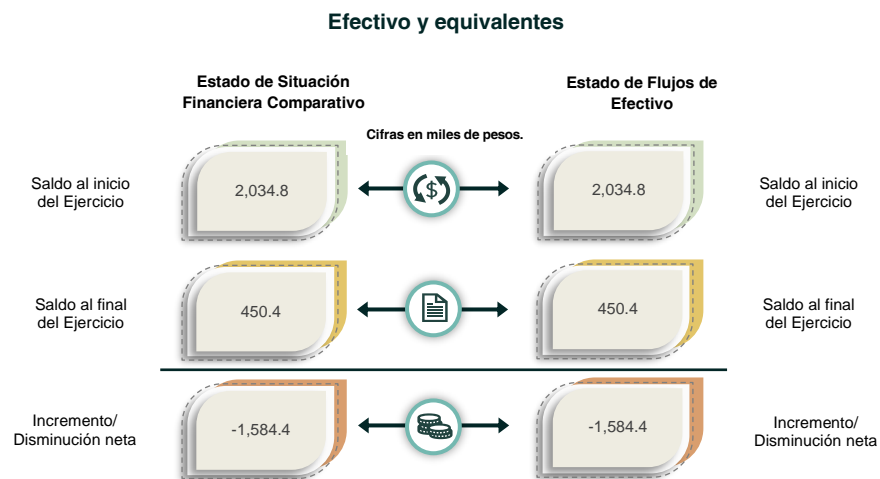 Efectivo y equivalentes
Estado de Situación
Financiera Comparativo
Estado de Flujos de
Efectivo
Cifras en miles de pesos.
Saldo al inicio
del Ejercicio
2,034.8
$
2,034.8
Saldo al inicio
del Ejercicio
Saldo al final
del Ejercicio
450.4
450.4
Saldo al final
del Ejercicio
Incremento/
Disminución neta
-1,584.4
-1,584.4
Incremento/
Disminución neta